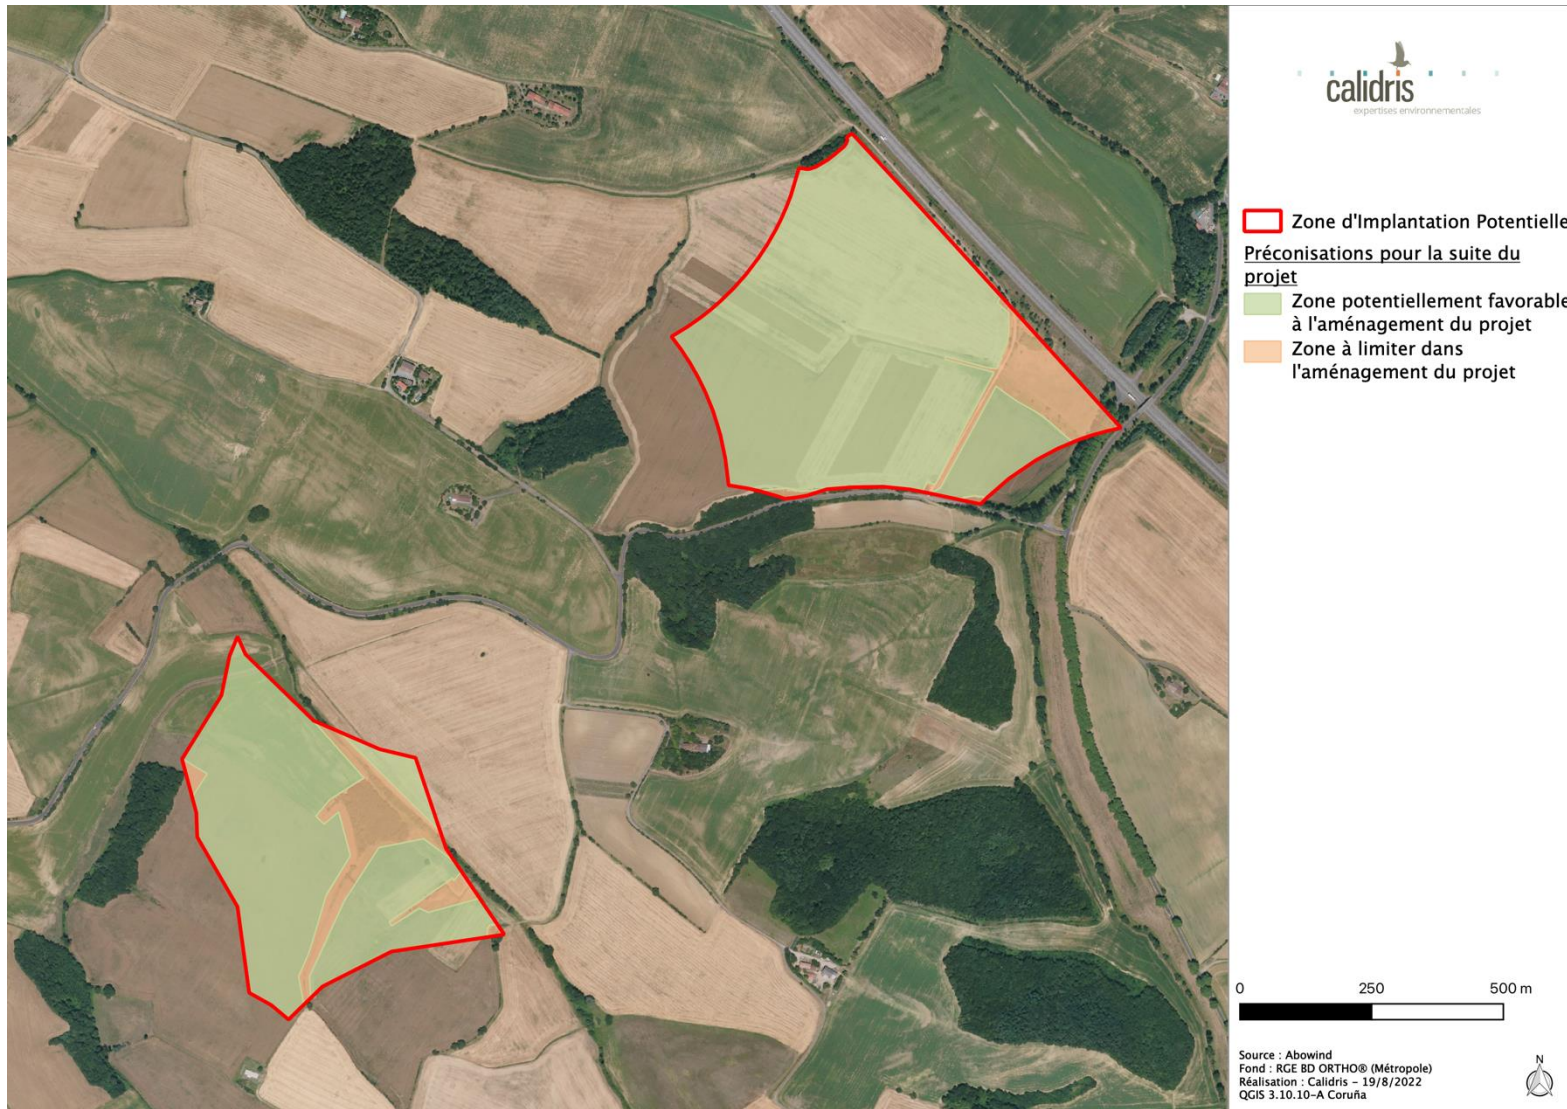 calidris
expertises environnementales
Zone d'Implantation Potentielle
Préconisations pour la suite du
projet
Zone potentiellement favorable
à l'aménagement du projet
Zone à limiter dans
l'aménagement du projet
0 250 500 m
Source : Abowind
Fond : RGE BD ORTHO® (Métropole)
Réalisation : Calidris - 19/8/2022
QGIS 3.10.10-A Coruña
N